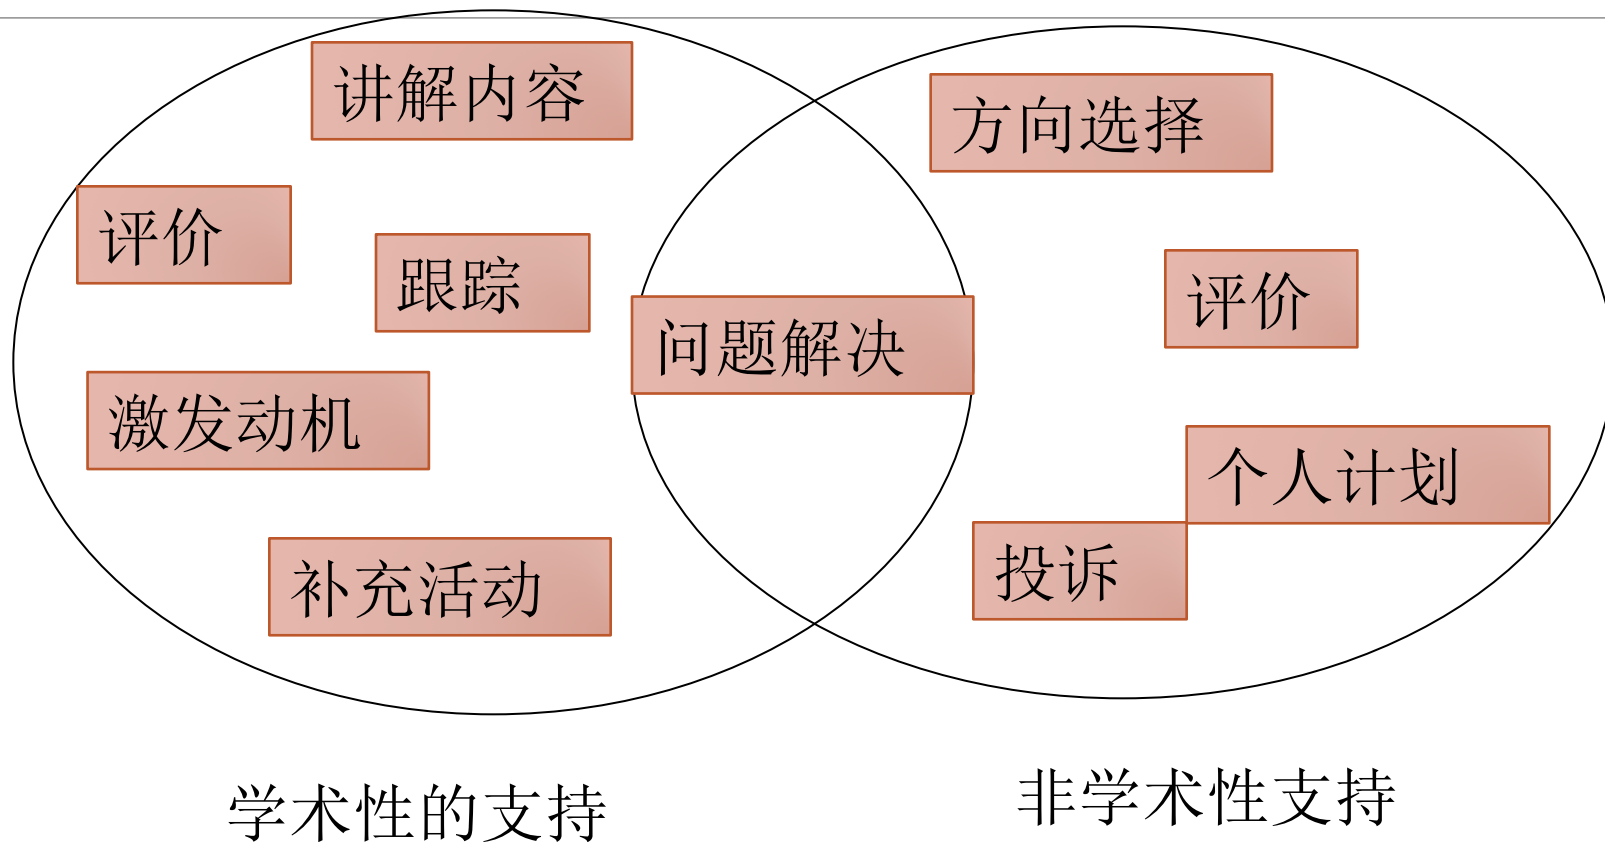 讲解内容
方向选择
评价
跟踪
评价
问题解决
激发动机
个人计划
投诉
补充活动
学术性的支持
非学术性支持